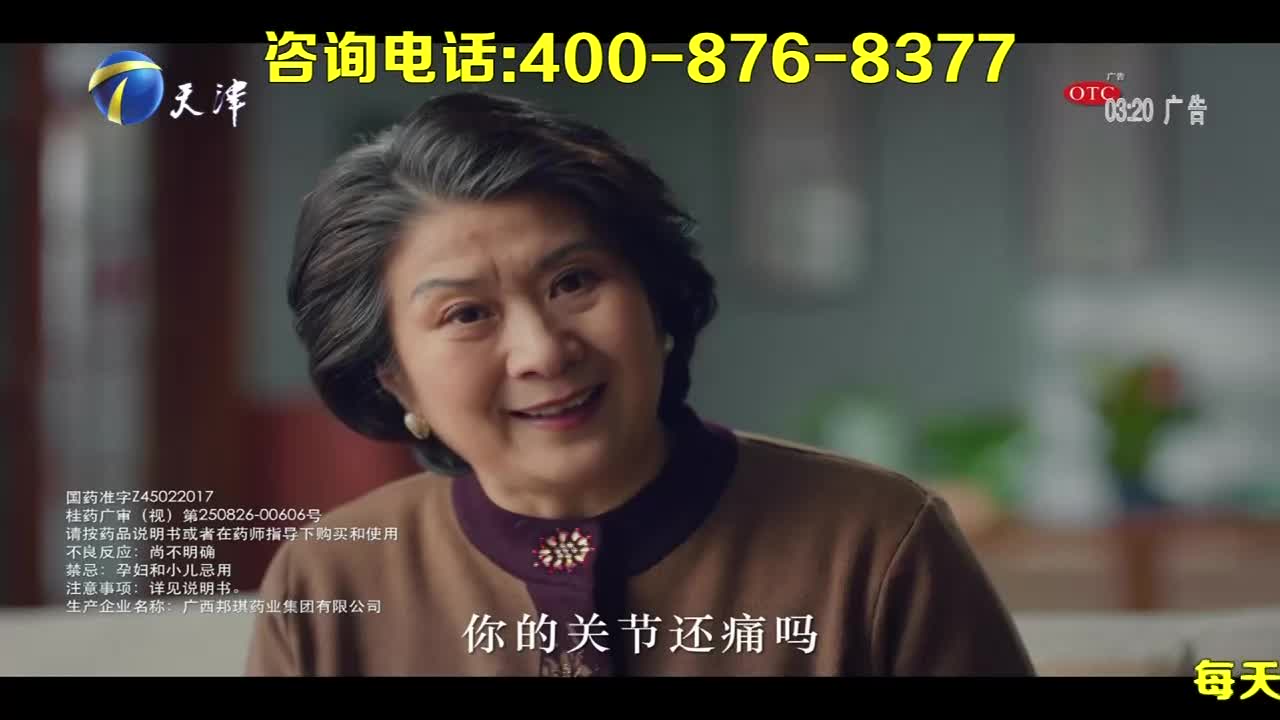 咨询电话:400-876-8377
天津
广告
OTC
03:20 广告
国药准字Z45022017
桂药广审（视）第250826-00606号
请按药品说明书或者在药师指导下购买和使用
不良反应：尚不明确
禁忌：孕妇和小儿忌用
注意事项：详见说明书。
生产企业名称：广西邦琪药业集团有限公司
你的关节还痛吗
每天